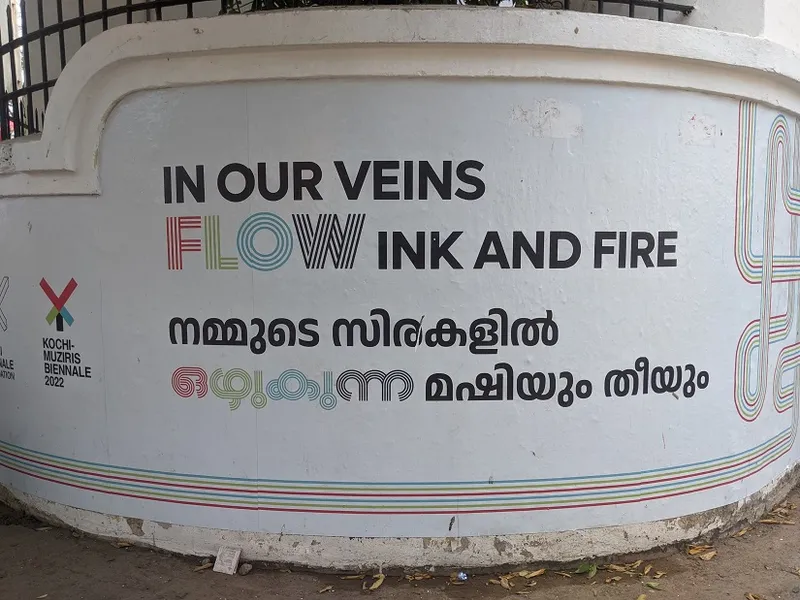 IN OUR VEINS
FLOW INK AND FIRE
നമ്മുടെ സിരകളിൽ
ഒഴുകുന്ന മഷിയും തീയും
KOCHI-
MUZIRIS
BIENNALE
2022